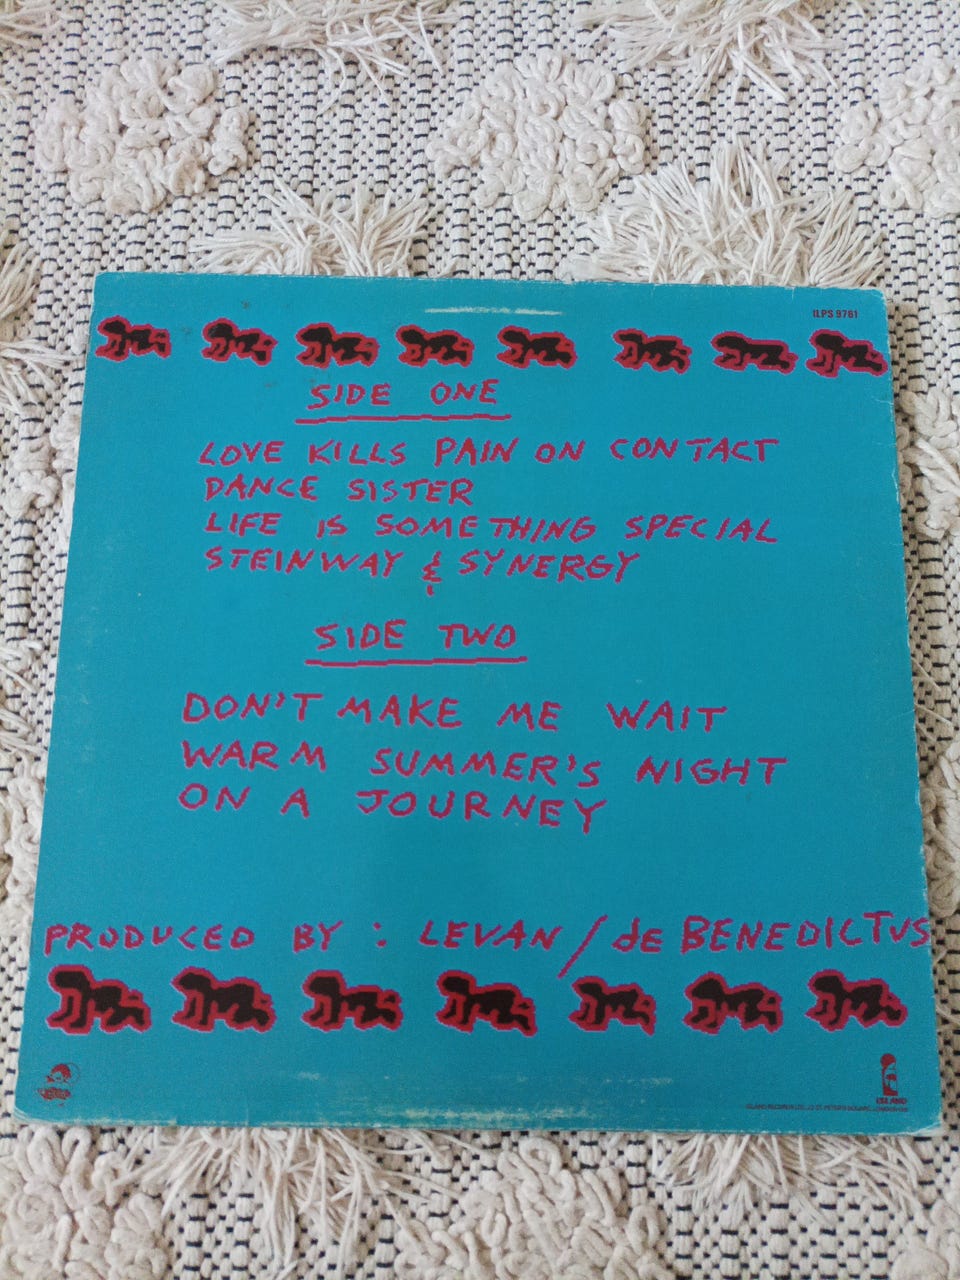 ILPS 9761
SIDE ONE
LOVE KILLS PAIN ON CONTACT
DANCE SISTER
LIFE IS SOMETHING SPECIAL
STEINWAY & SYNERGY
SIDE TWO
DON'T MAKE ME WAIT
WARM SUMMER'S NIGHT
ON A JOURNEY
PRODUCED BY : LEVAN / de BENEDICTUS
ISLAND